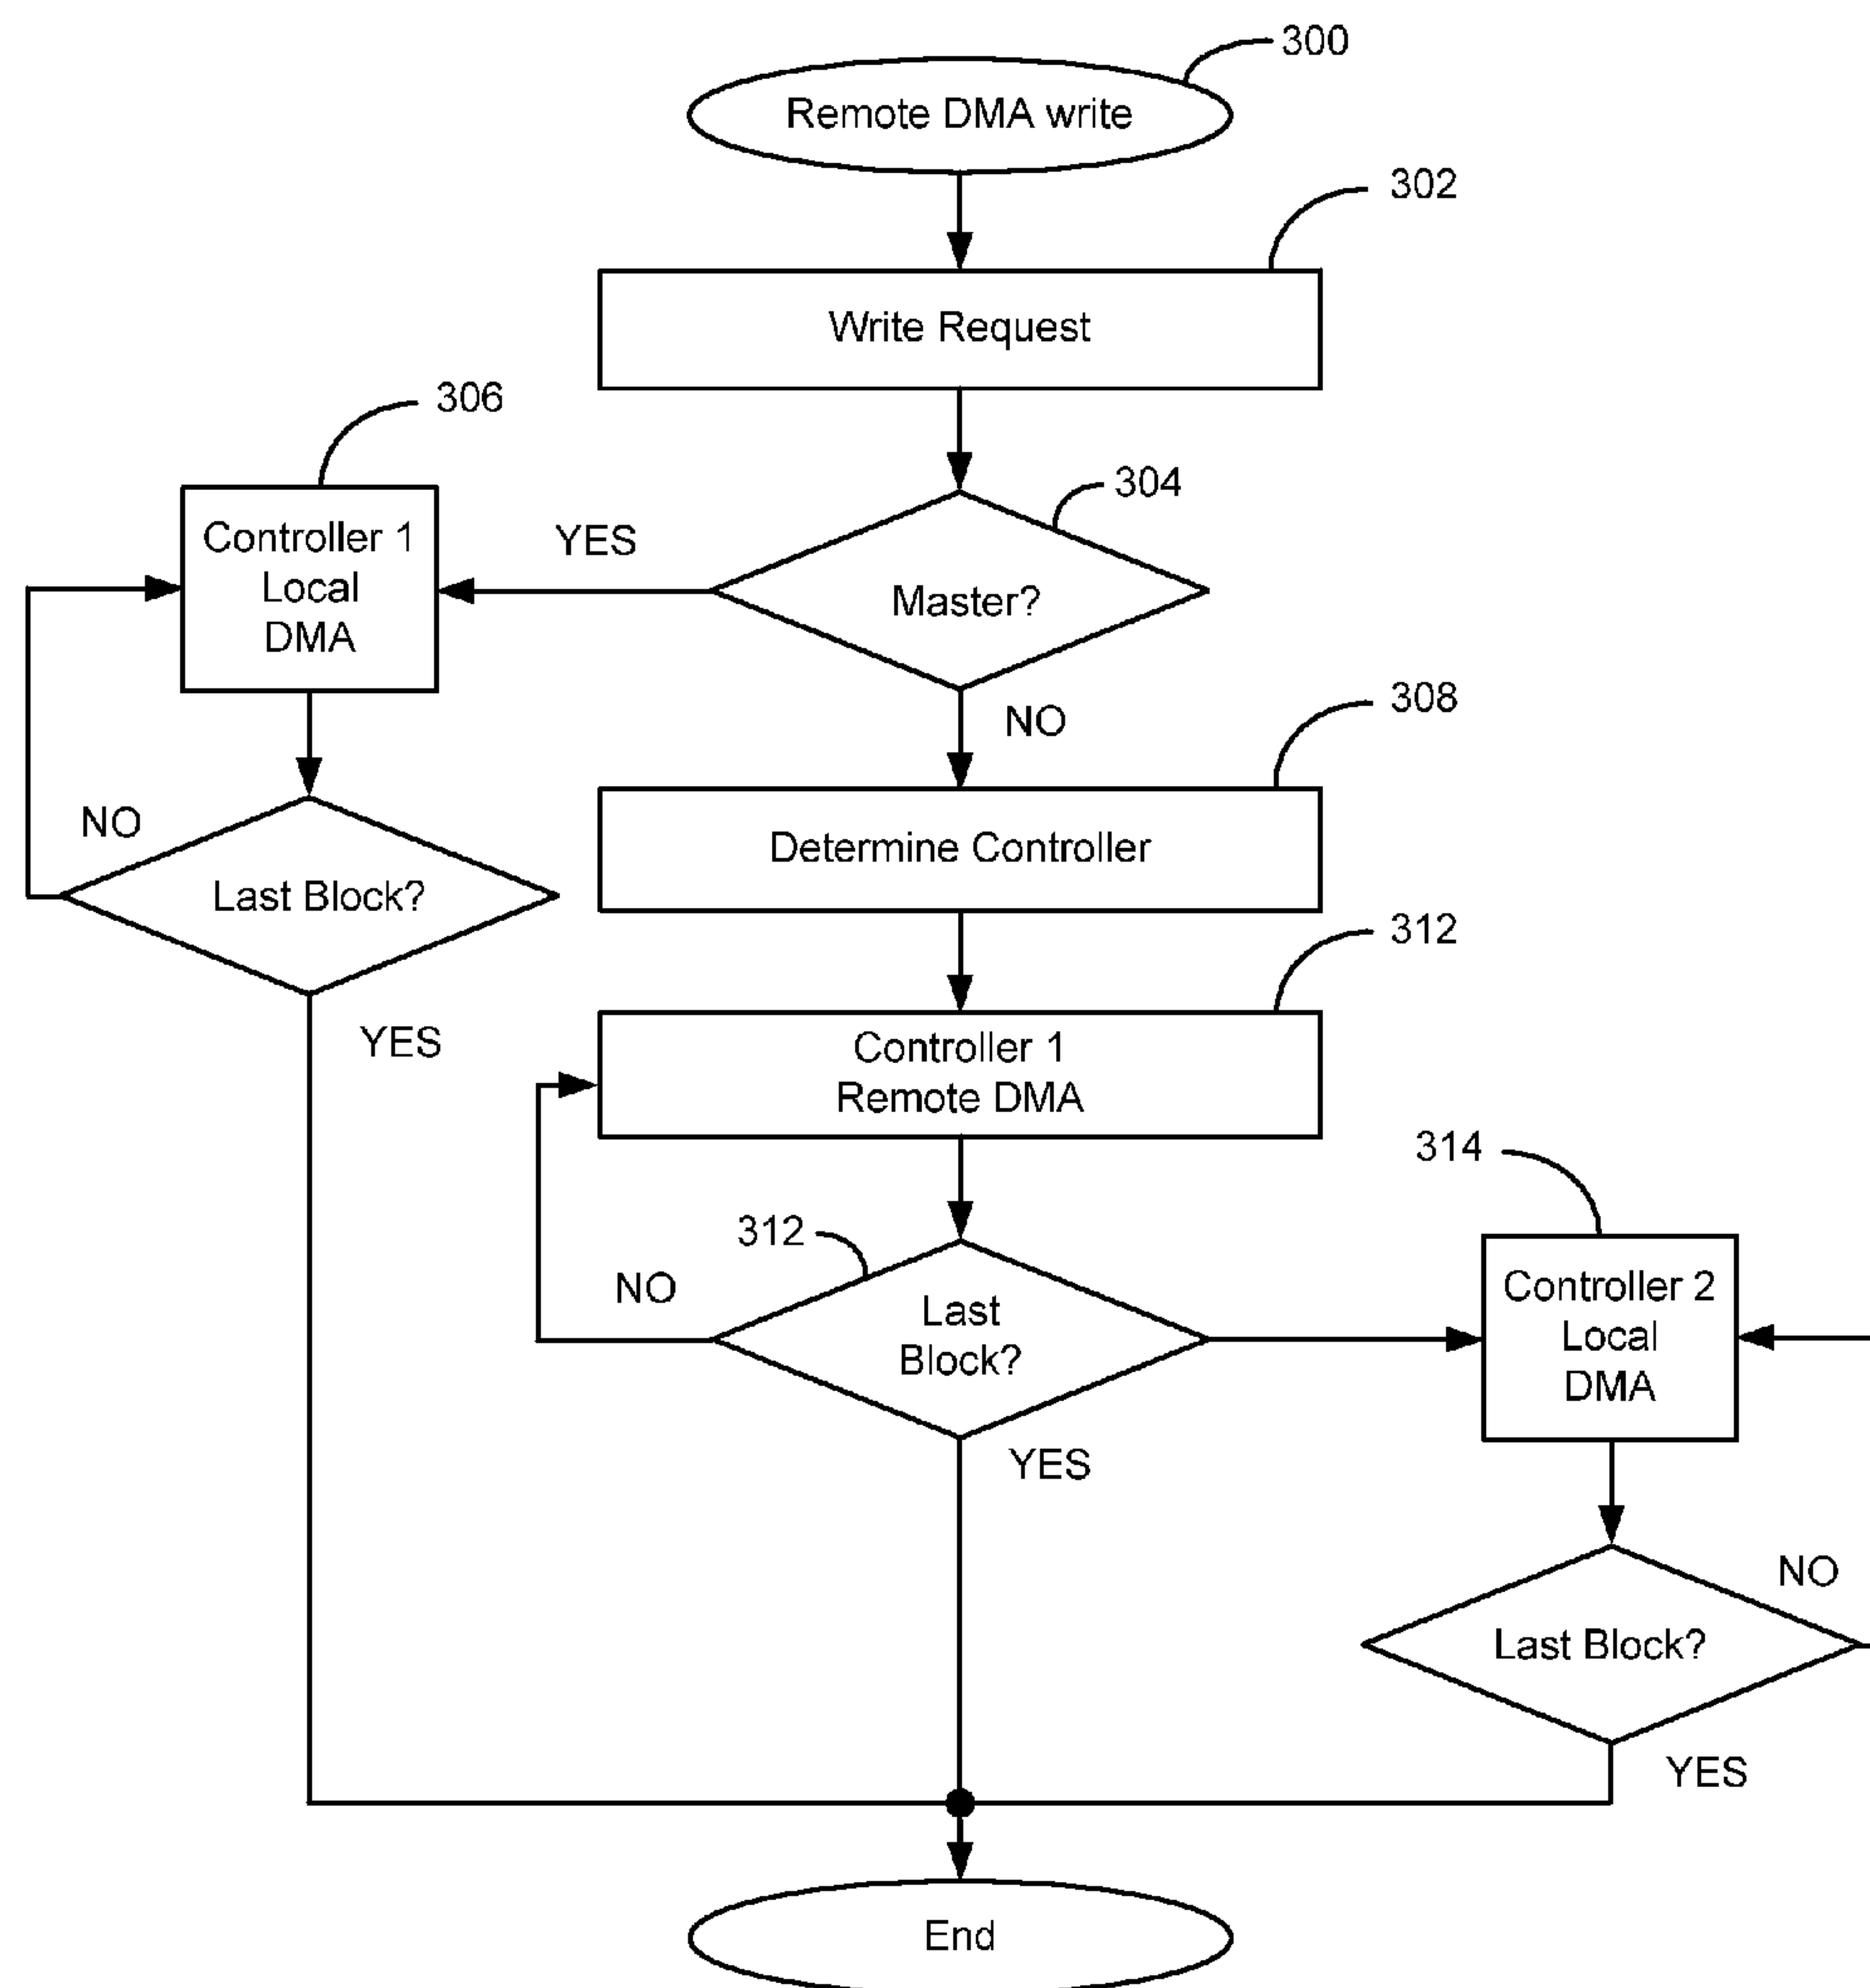 300
Remote DMA write
302
Write Request
306
304
Controller 1
Local
DMA
YES
Master?
308
NO
NO
Determine Controller
Last Block?
312
YES
Controller 1
Remote DMA
314
312
NO
Last
Block?
Controller 2
Local
DMA
YES
NO
Last Block?
YES
End